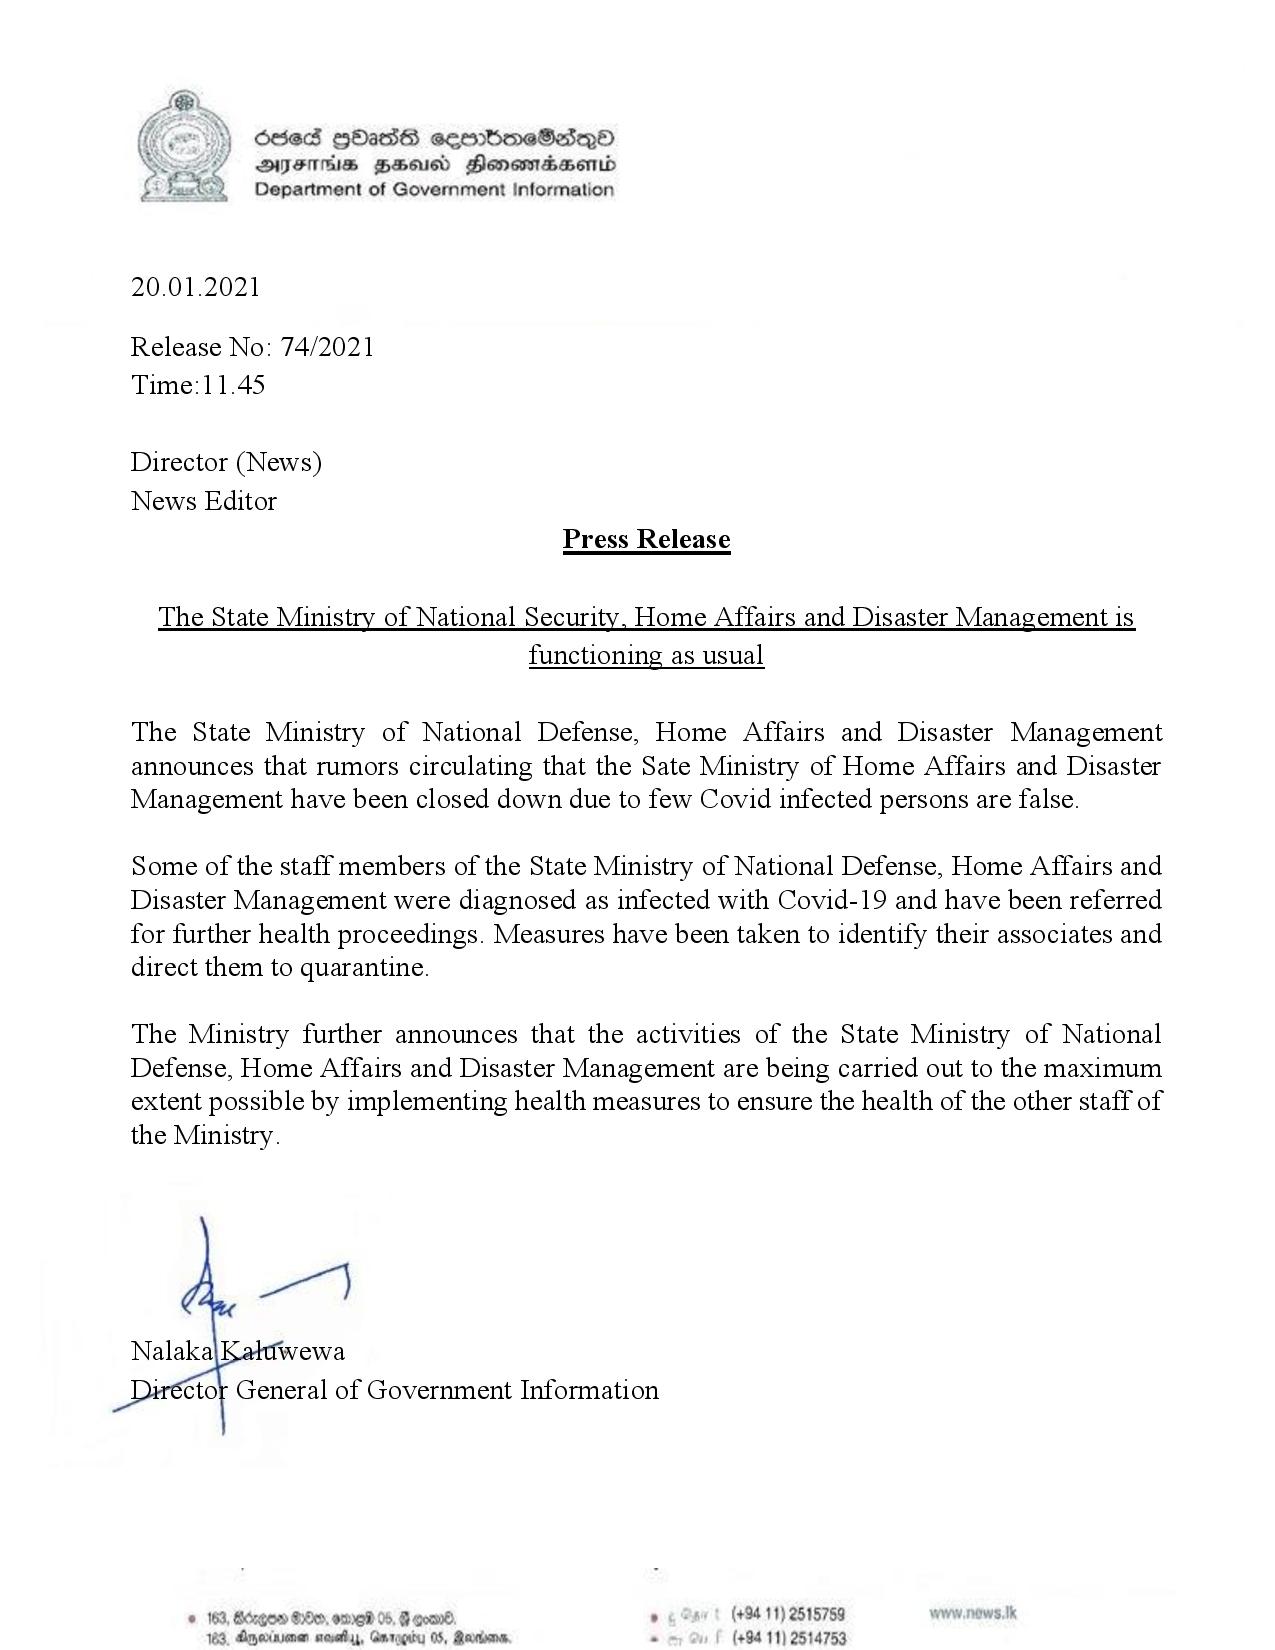 රජයේ ප්‍රවෘත්ති දෙපාර්තමේන්තුව
அரசாங்க தகவல் திணைக்களம்
Department of Government Information
20.01.2021
Release No: 74/2021
Time:11.45
Director (News)
News Editor
Press Release
The State Ministry of National Security, Home Affairs and Disaster Management is
functioning as usual
The State Ministry of National Defense, Home Affairs and Disaster Management
announces that rumors circulating that the Sate Ministry of Home Affairs and Disaster
Management have been closed down due to few Covid infected persons are false.
Some of the staff members of the State Ministry of National Defense, Home Affairs and
Disaster Management were diagnosed as infected with Covid-19 and have been referred
for further health proceedings. Measures have been taken to identify their associates and
direct them to quarantine.
The Ministry further announces that the activities of the State Ministry of National
Defense, Home Affairs and Disaster Management are being carried out to the maximum
extent possible by implementing health measures to ensure the health of the other staff of
the Ministry.
Nalaka Kaluwewa
Director General of Government Information
163, කිරුලපන මාවත, කොළඹ 05, ශ්‍රී ලංකාව. (+94 11) 2515759 www.news.lk
163, கிருலப்பனை எவனியூ, கொழும்பு 05, இலங்கை. (+94 11) 2514753